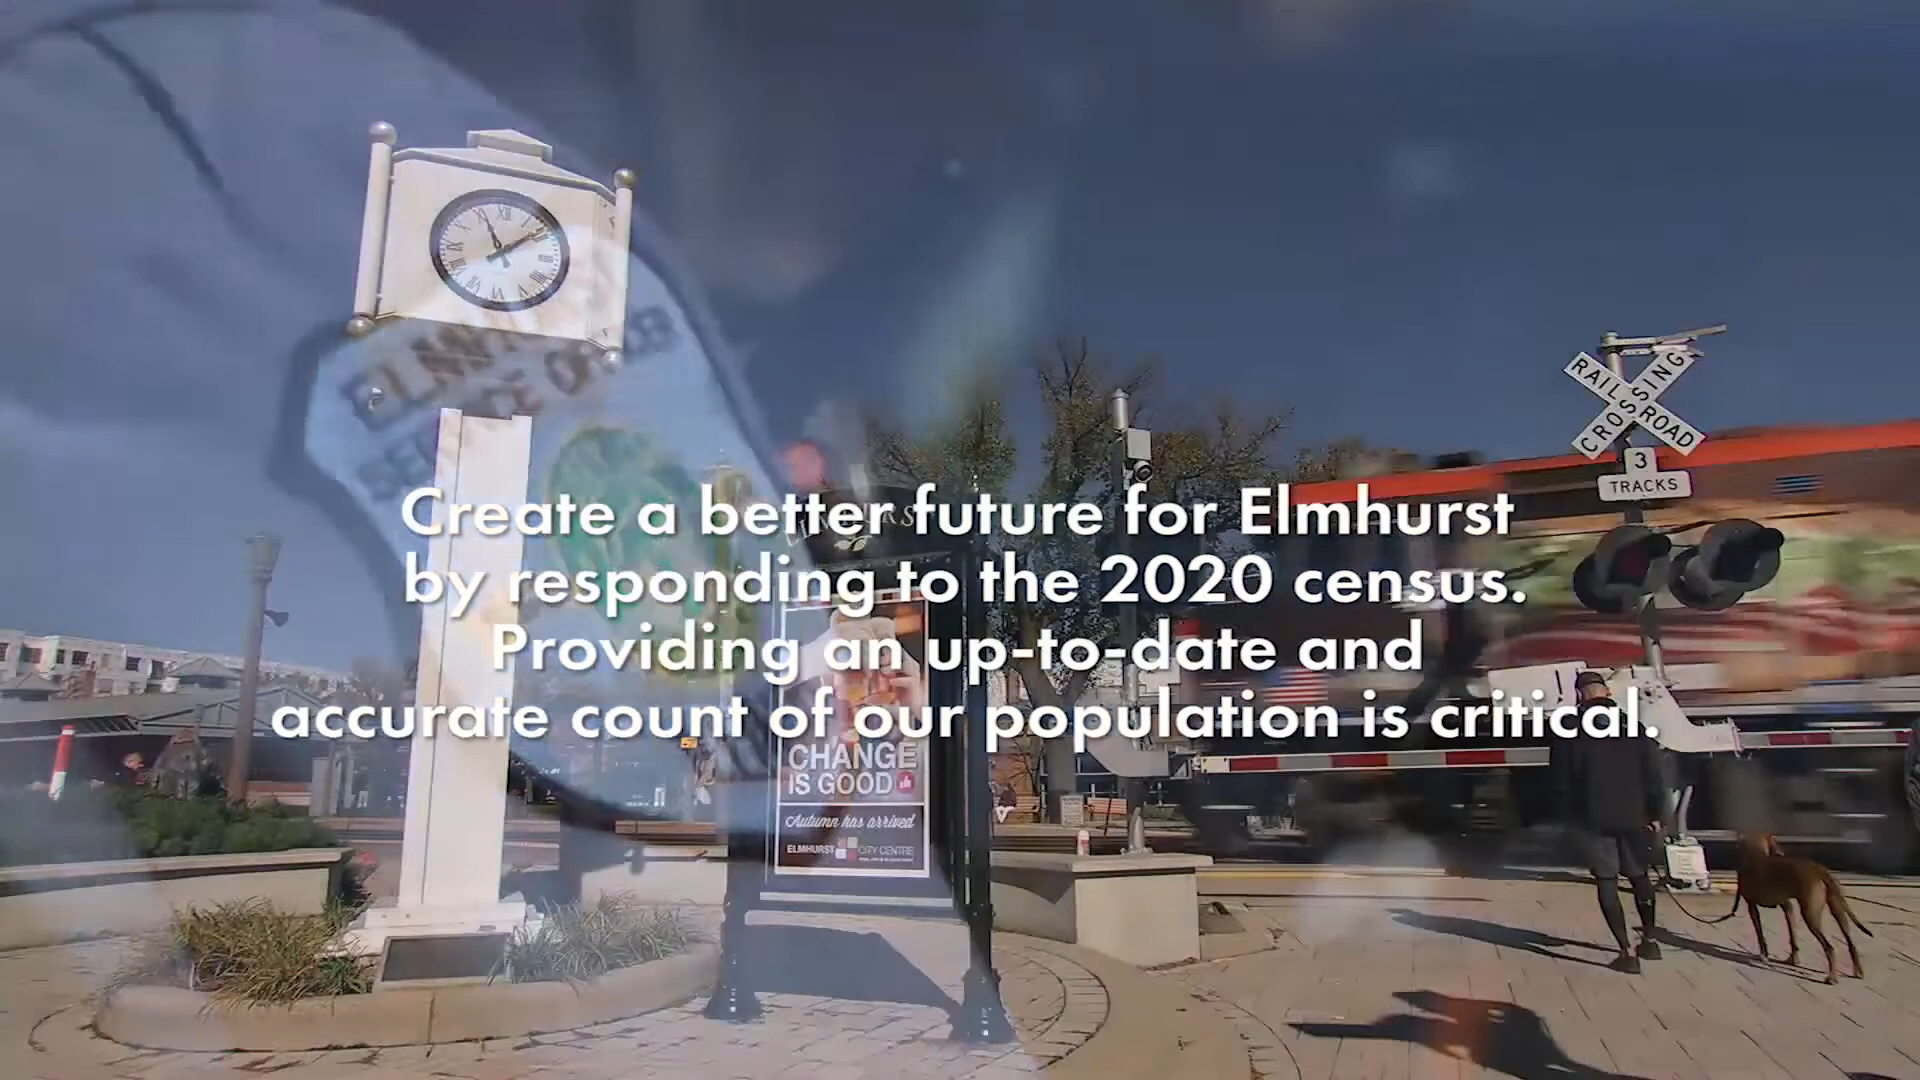 RAILROAD
CROSSING
3
TRACKS
Create a better future for Elmhurst
by responding to the 2020 census.
Providing an up-to-date and
accurate count of our population is critical.
CHANGE
IS GOOD
Autumn has arrived
ELMHURST CITY CENTRE